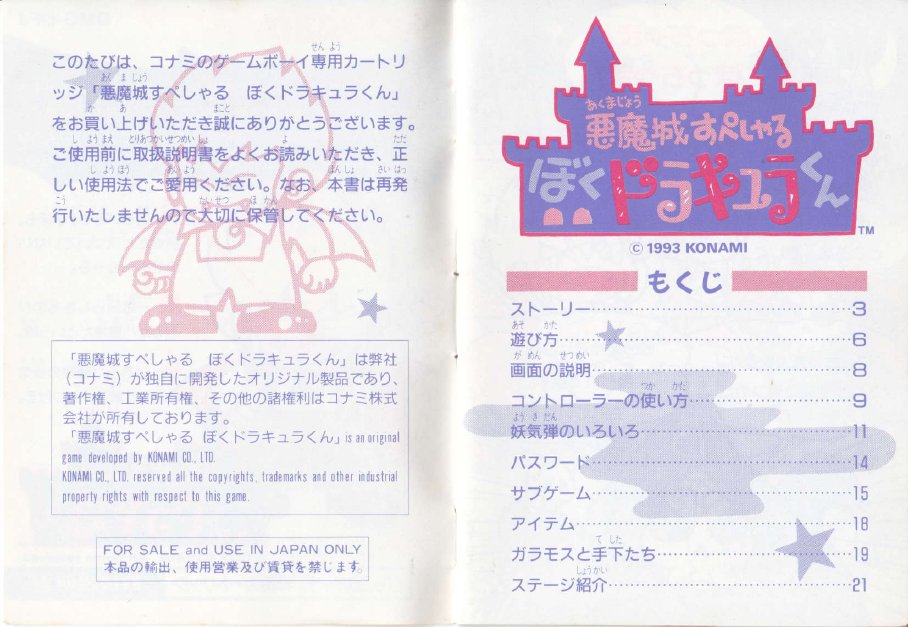 このたびは、コナミのゲームボーイ専用カートリ
ッジ「悪魔城すぺしゃる　ぼくドラキュラくん」
をお買い上げいただき誠にありがとうございます。
ご使用前に取扱説明書をよくお読みいただき、正
しい使用法でご愛用ください。なお、本書は再発
行いたしませんので大切に保管してください。
「悪魔城すぺしゃる　ぼくドラキュラくん」は弊社
(コナミ) が独自に開発したオリジナル製品であり、
著作権、工業所有権、その他の諸権利はコナミ株式
会社が所有しております。
「悪魔城すぺしゃる ぼくドラキュラくん」is an original
game developed by KONAMI CO., LTD.
KONAMI CO., LTD. reserved all the copyrights, trademarks and other industrial
property rights with respect to this game.
FOR SALE and USE IN JAPAN ONLY
本品の輸出、使用営業及び賃貸を禁じます。
あくまじょう
悪魔城すぺしゃる
ぼくドラキュラくん
TM
© 1993 KONAMI
もくじ
ストーリー 3
遊び方 6
画面の説明 8
コントローラーの使い方 9
妖気弾のいろいろ 11
パスワード 14
サブゲーム 15
アイテム 18
ガラモスと手下たち 19
ステージ紹介 21